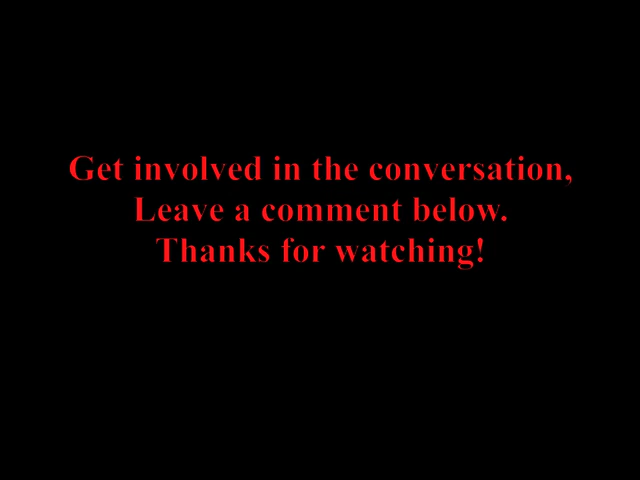 Get involved in the conversation,
Leave a comment below.
Thanks for watching!